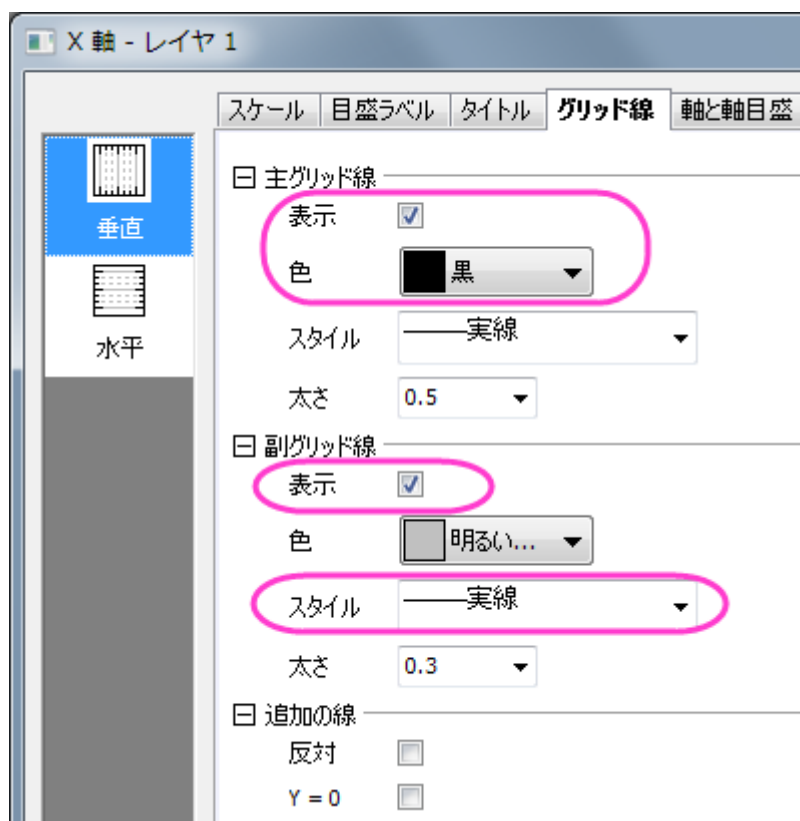 X 軸 - レイヤ 1
スケール 目盛ラベル タイトル グリッド線 軸と軸目盛
垂直
水平
主グリッド線
表示
色 黒
スタイル 実線
太さ 0.5
副グリッド線
表示
色 明るい...
スタイル 実線
太さ 0.3
追加の線
反対
Y = 0